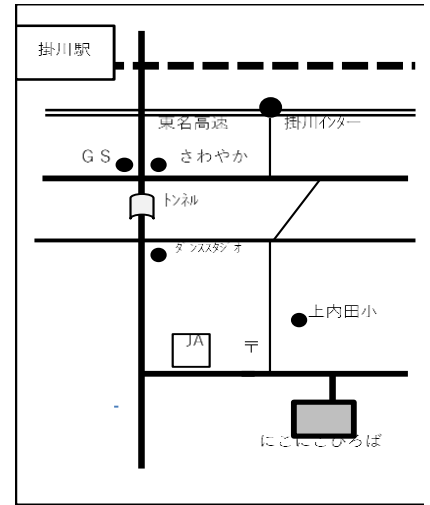 掛川駅
東名高速
掛川インター
ＧＳ
さわやか
トンネル
ダンススタジオ
上内田小
JA
〒
にこにこひろば